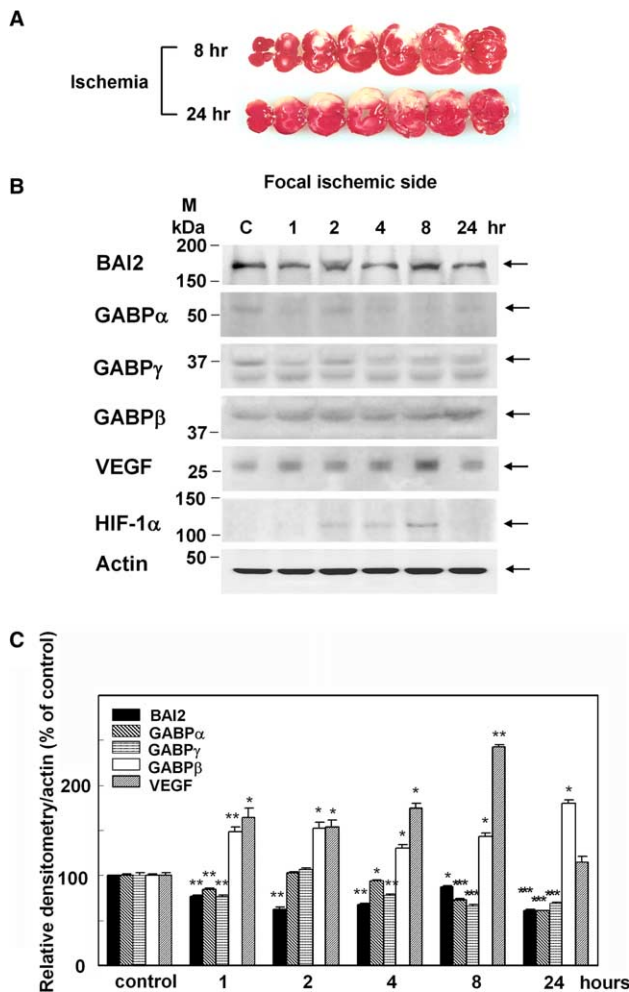 A
8 hr
Ischemia
24 hr
B
Focal ischemic side
M
kDa C 1 2 4 8 24 hr
200
BAI2
150
GABPα 50
37
GABPγ
GABPβ
37
VEGF
25
150
HIF-1α
100
50
Actin
C
Relative densitometry/actin (% of control)
BAI2
GABPα
GABPγ
GABPβ
VEGF
200
100
0
** ** ** ** *
** * *
** * ** * *
* *** *** * **
*** *** *** *
control 1 2 4 8 24 hours